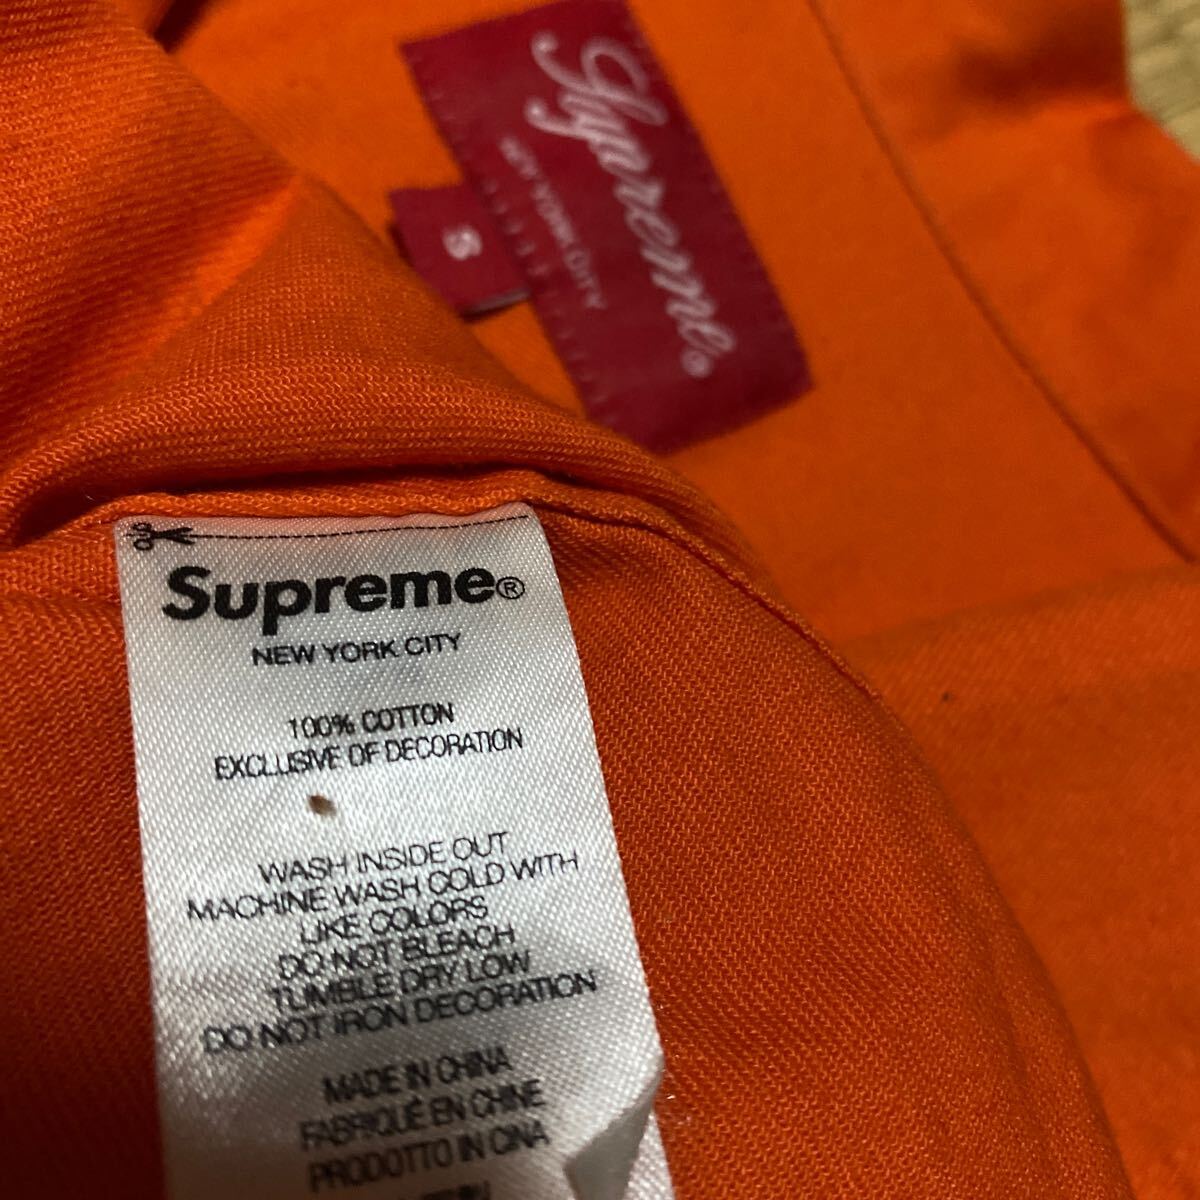 Supreme®
NEW YORK CITY
S
Supreme®
NEW YORK CITY
100% COTTON
EXCLUSIVE OF DECORATION
WASH INSIDE OUT
MACHINE WASH COLD WITH
LIKE COLORS
DO NOT BLEACH
TUMBLE DRY LOW
DO NOT IRON DECORATION
MADE IN CHINA
FABRIQUÉ EN CHINE
PRODOTTO IN CINA